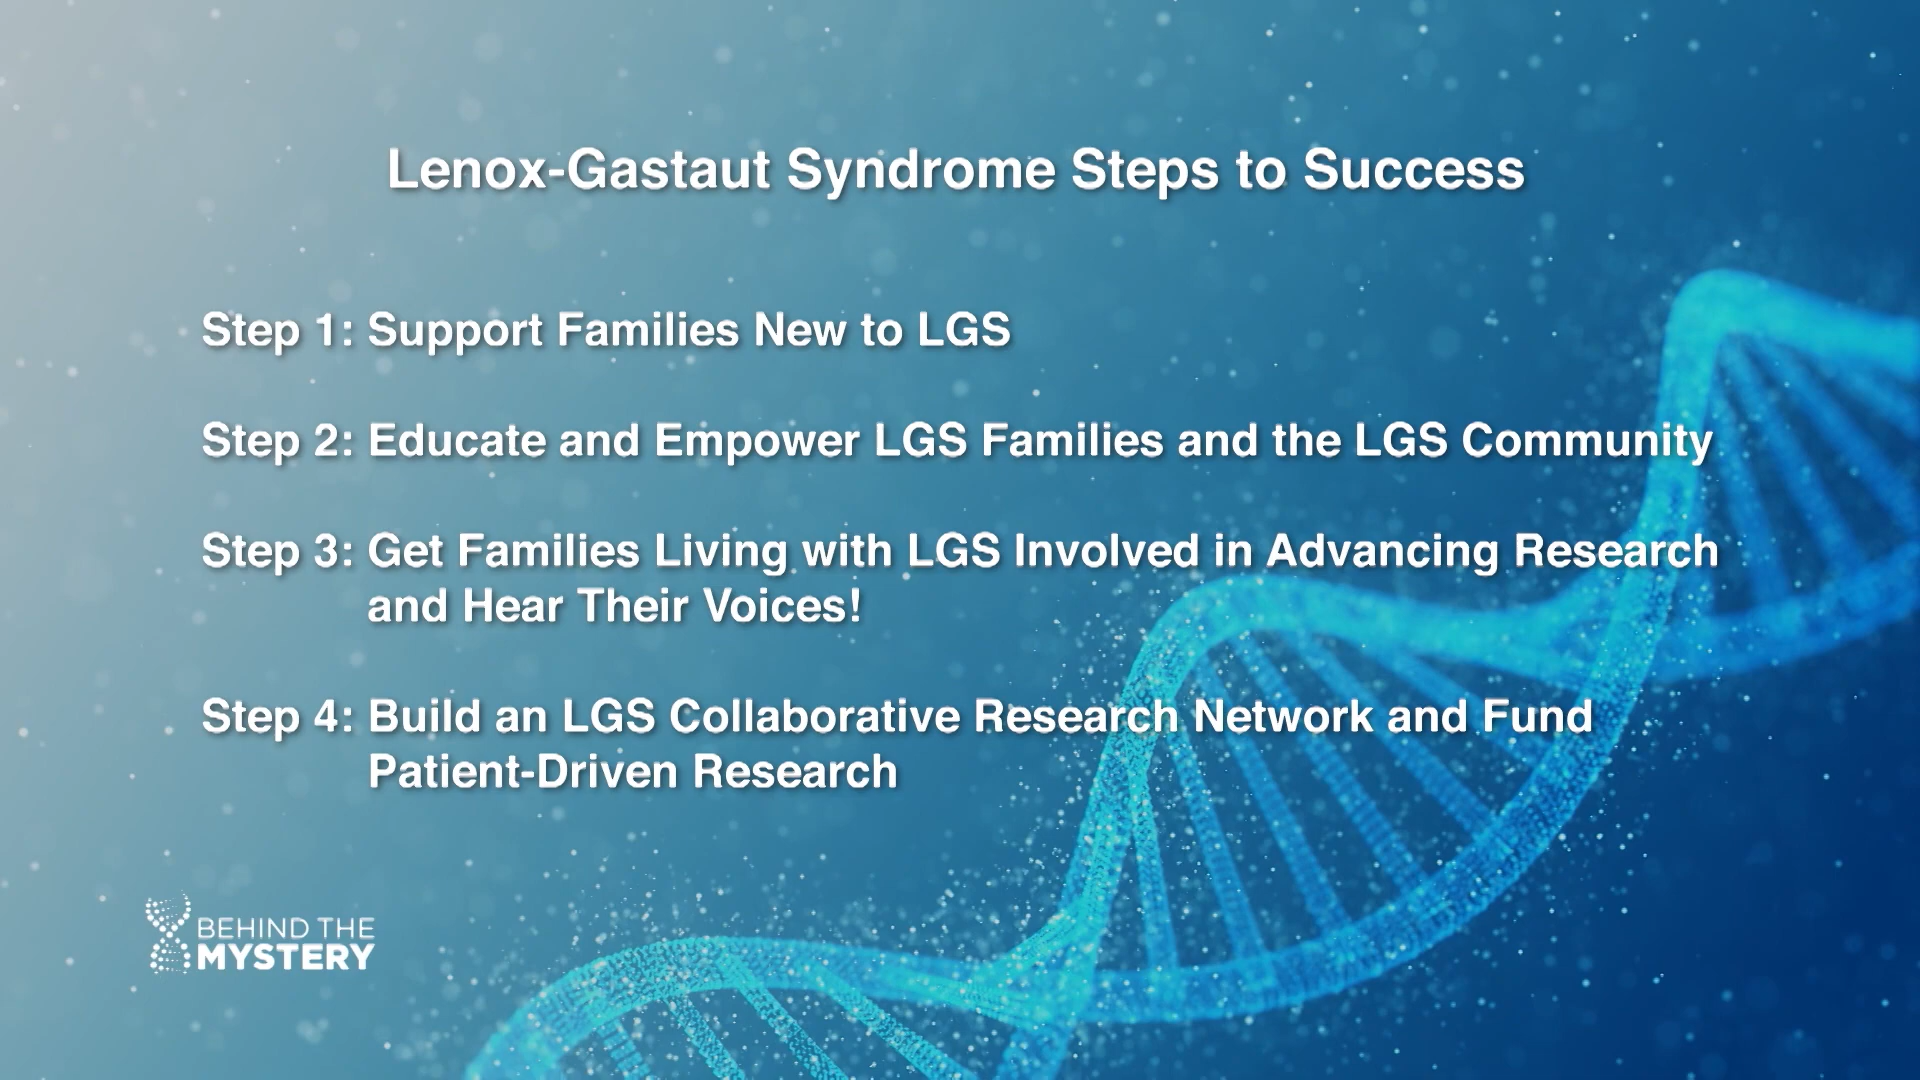 Lenox-Gastaut Syndrome Steps to Success
Step 1: Support Families New to LGS
Step 2: Educate and Empower LGS Families and the LGS Community
Step 3: Get Families Living with LGS Involved in Advancing Research
and Hear Their Voices!
Step 4: Build an LGS Collaborative Research Network and Fund
Patient-Driven Research
BEHIND THE
MYSTERY